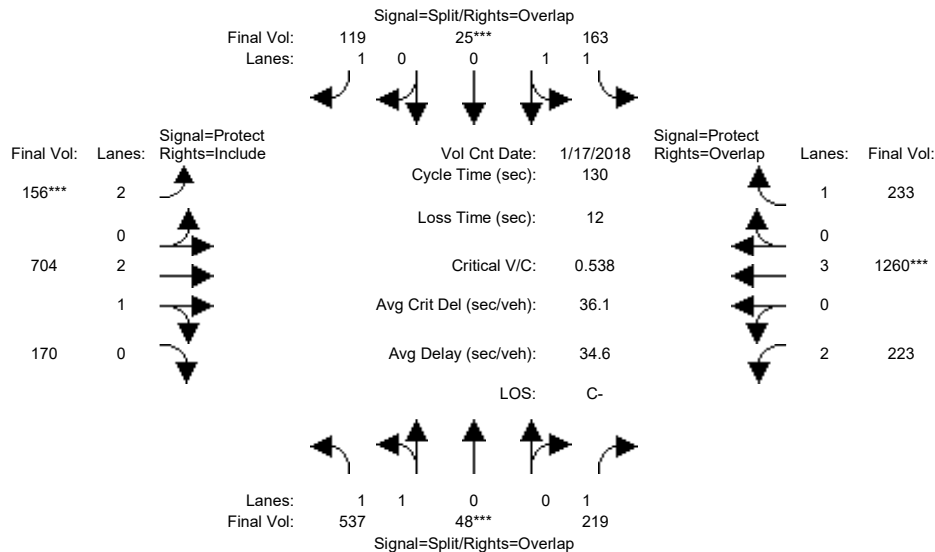 Signal=Split/Rights=Overlap
Final Vol: 119 25*** 163
Lanes: 1 0 0 1 1
Signal=Protect Signal=Protect
Final Vol: Lanes: Rights=Include Vol Cnt Date: 1/17/2018 Rights=Overlap Lanes: Final Vol:
Cycle Time (sec): 130
156*** 2 1 233
Loss Time (sec): 12
0 0
704 2 Critical V/C: 0.538 3 1260***
1 Avg Crit Del (sec/veh): 36.1 0
170 0 Avg Delay (sec/veh): 34.6 2 223
LOS: C-
Lanes: 1 1 0 0 1
Final Vol: 537 48*** 219
Signal=Split/Rights=Overlap